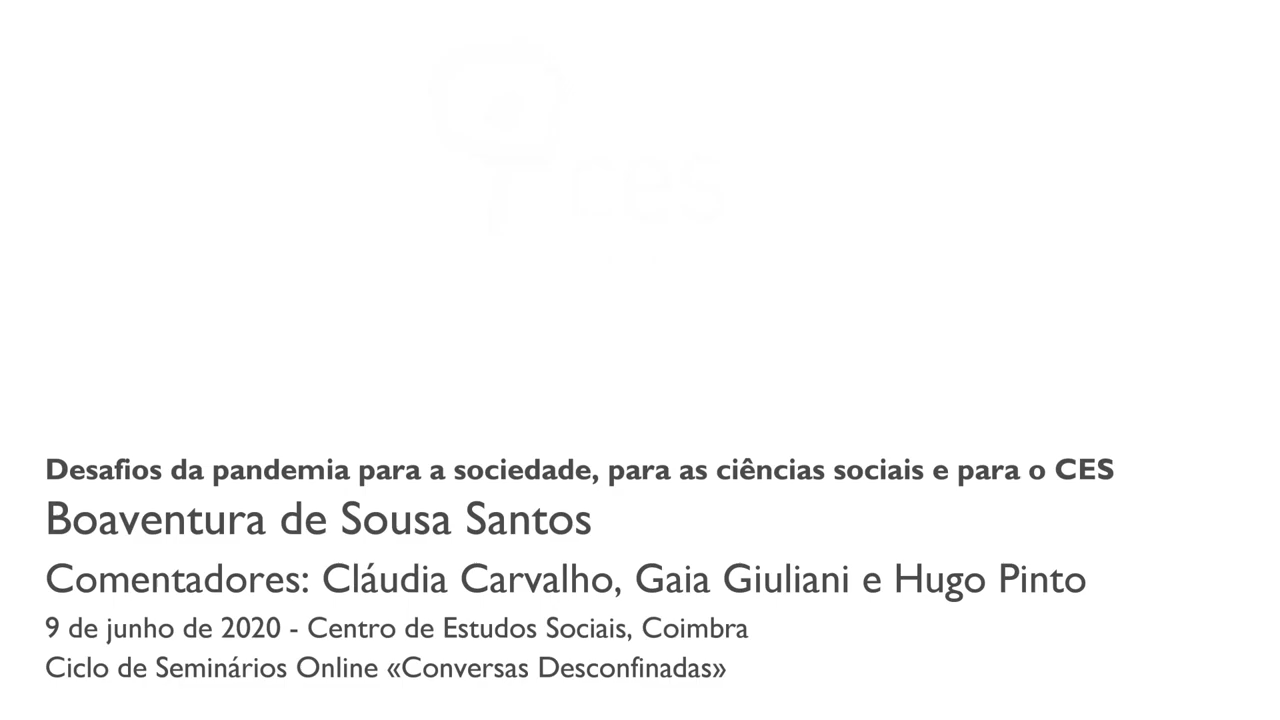 ces
Desafios da pandemia para a sociedade, para as ciências sociais e para o CES
Boaventura de Sousa Santos
Comentadores: Cláudia Carvalho, Gaia Giuliani e Hugo Pinto
9 de junho de 2020 - Centro de Estudos Sociais, Coimbra
Ciclo de Seminários Online «Conversas Desconfinadas»